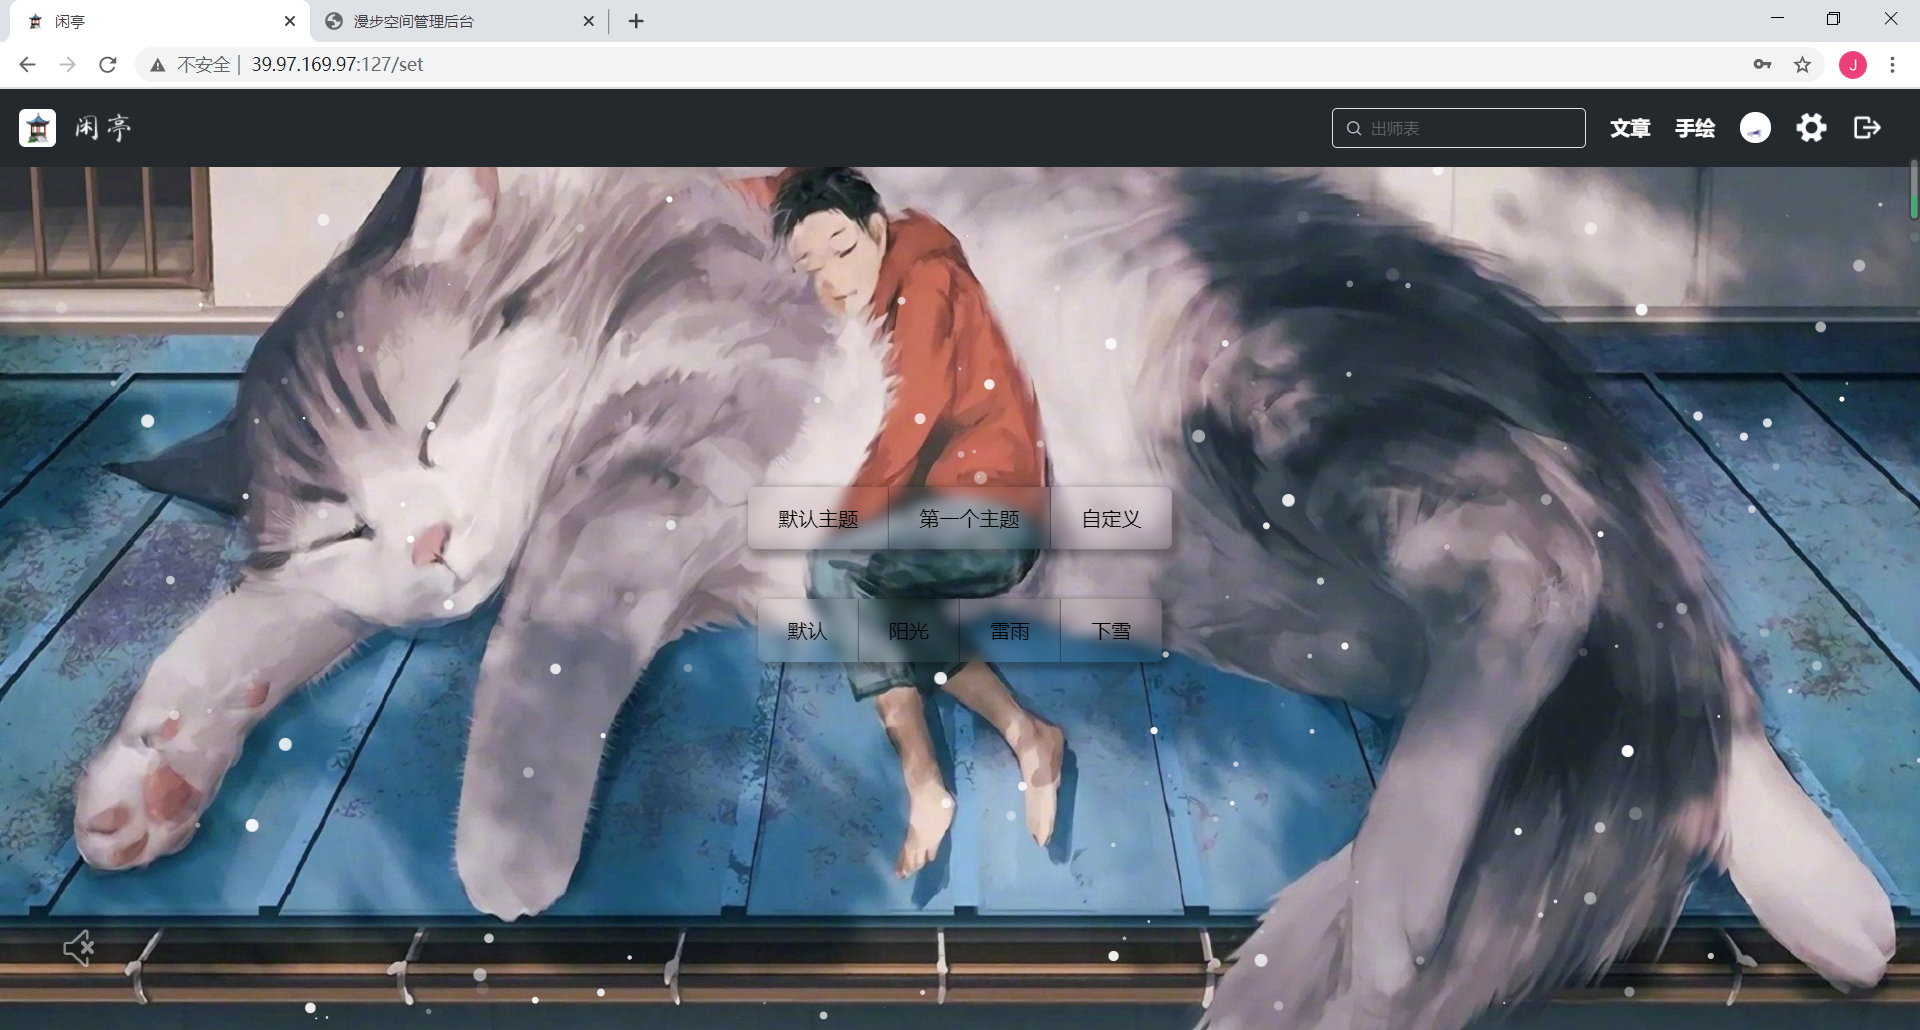 闲亭
漫步空间管理后台
不安全
39.97.169.97:127/set
J
闲亭
出师表
文章
手绘
默认主题
第一个主题
自定义
默认
阳光
雷雨
下雪